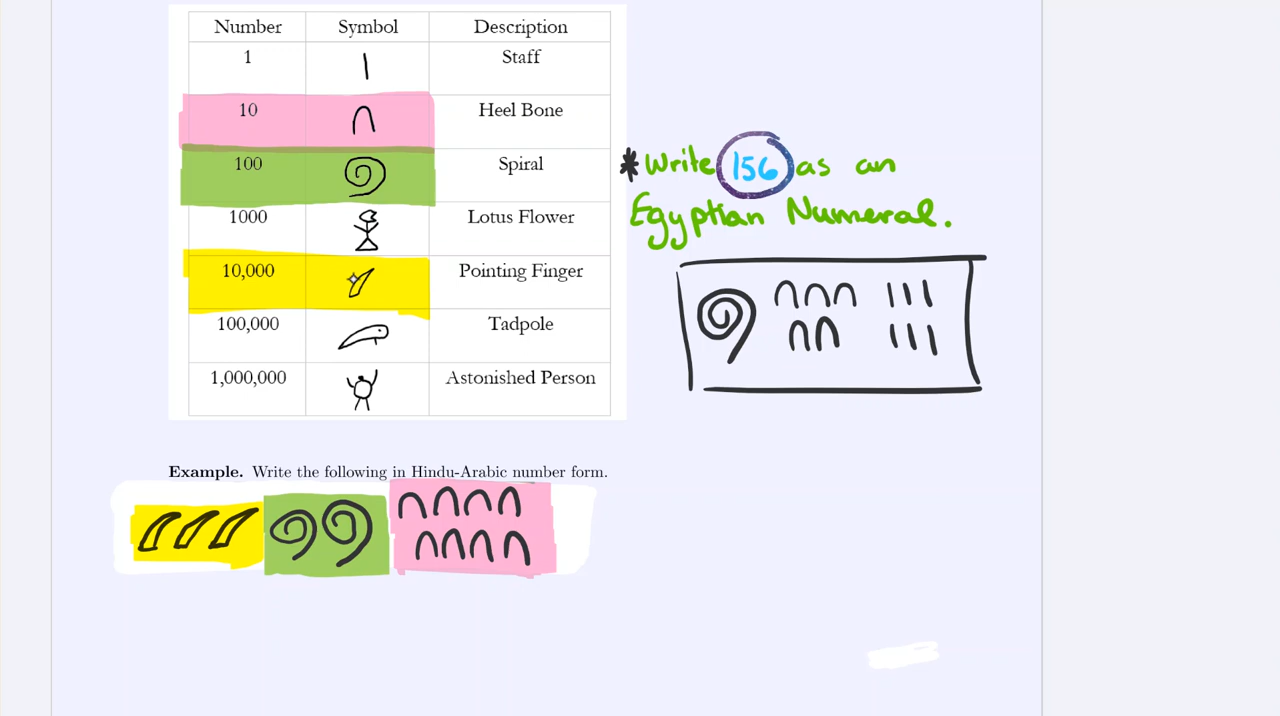 Number Symbol Description
1 Staff
10 Heel Bone
100 Spiral
1000 Lotus Flower
10,000 Pointing Finger
100,000 Tadpole
1,000,000 Astonished Person
*Write 156 as an
Egyptian Numeral.
Example. Write the following in Hindu-Arabic number form.